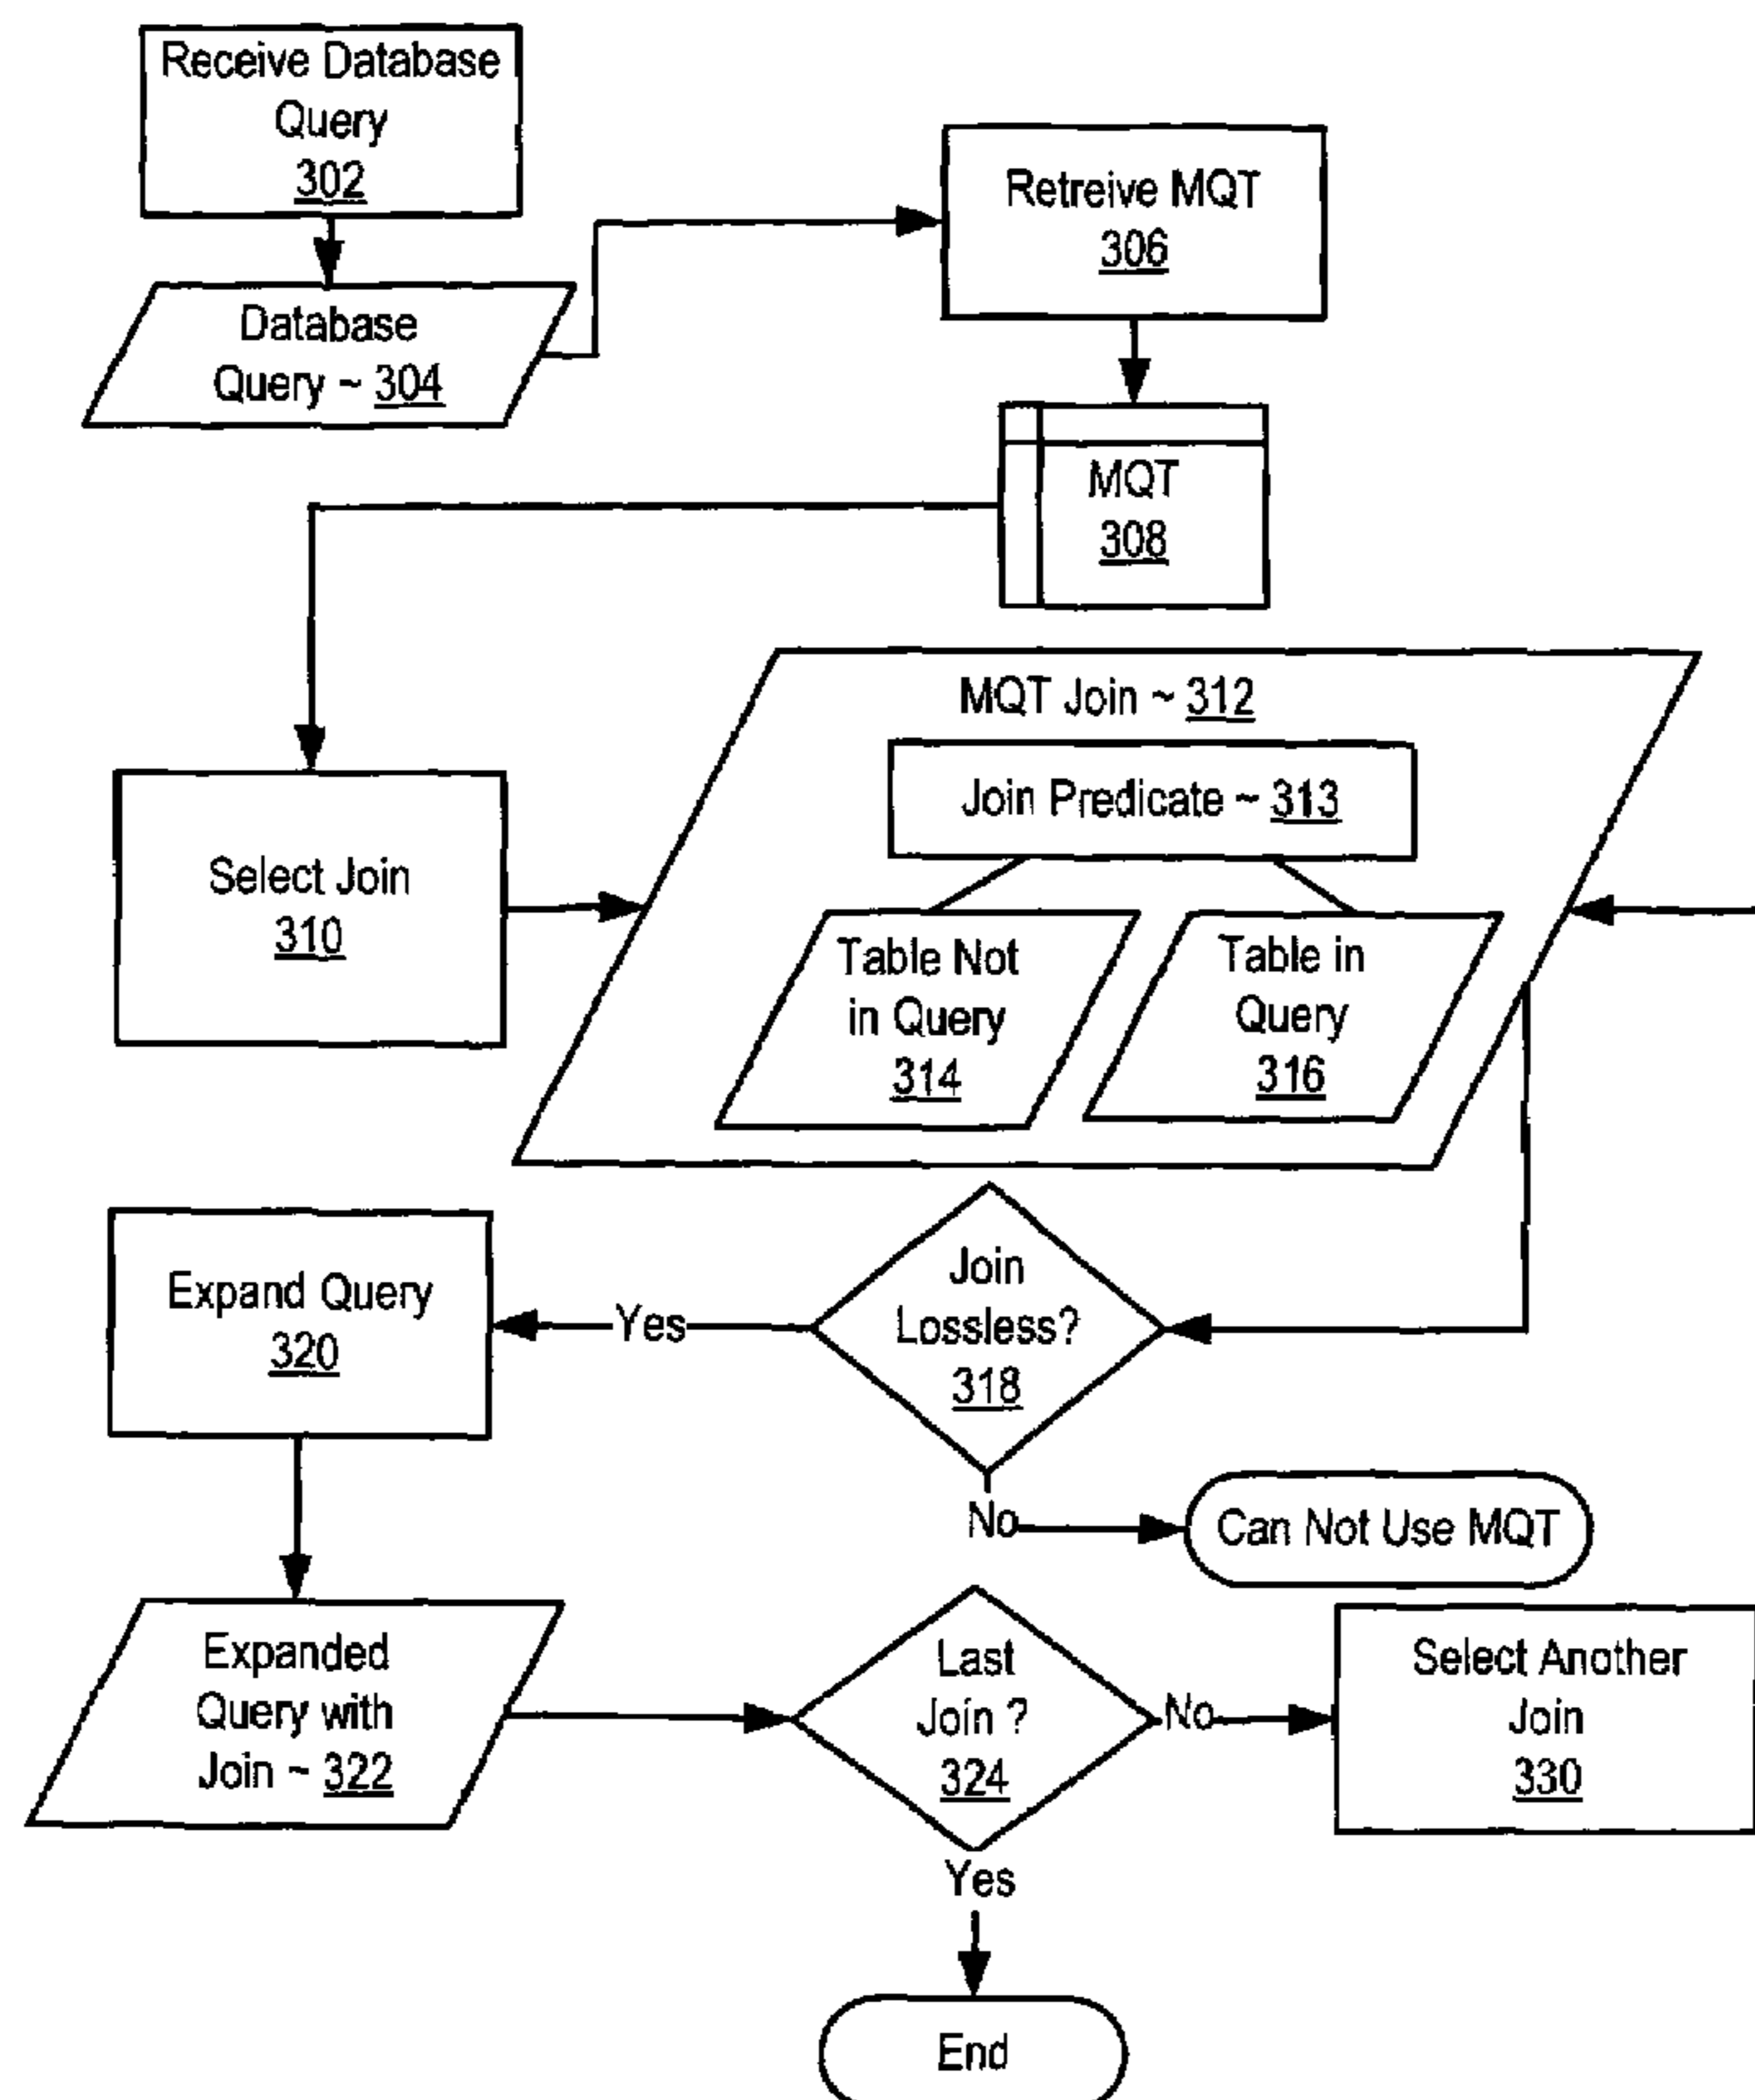 Receive Database
Query
302
Database
Query ~ 304
Retreive MQT
306
MQT
308
Select Join
310
MQT Join ~ 312
Join Predicate ~ 313
Table Not
in Query
314
Table in
Query
316
Join
Lossless?
318
Yes
No
Expand Query
320
Can Not Use MQT
Expanded
Query with
Join ~ 322
Last
Join ?
324
No
Yes
Select Another
Join
330
End